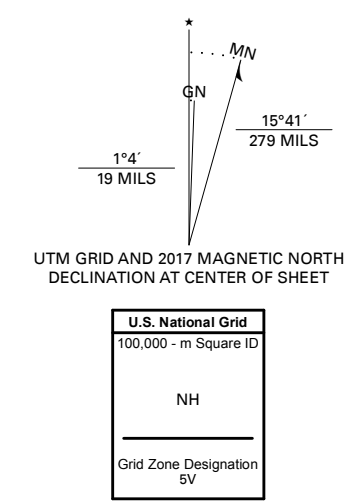 ★
MN
GN
15°41´
279 MILS
1°4´
19 MILS
UTM GRID AND 2017 MAGNETIC NORTH
DECLINATION AT CENTER OF SHEET
U.S. National Grid
100,000 - m Square ID
NH
Grid Zone Designation
5V